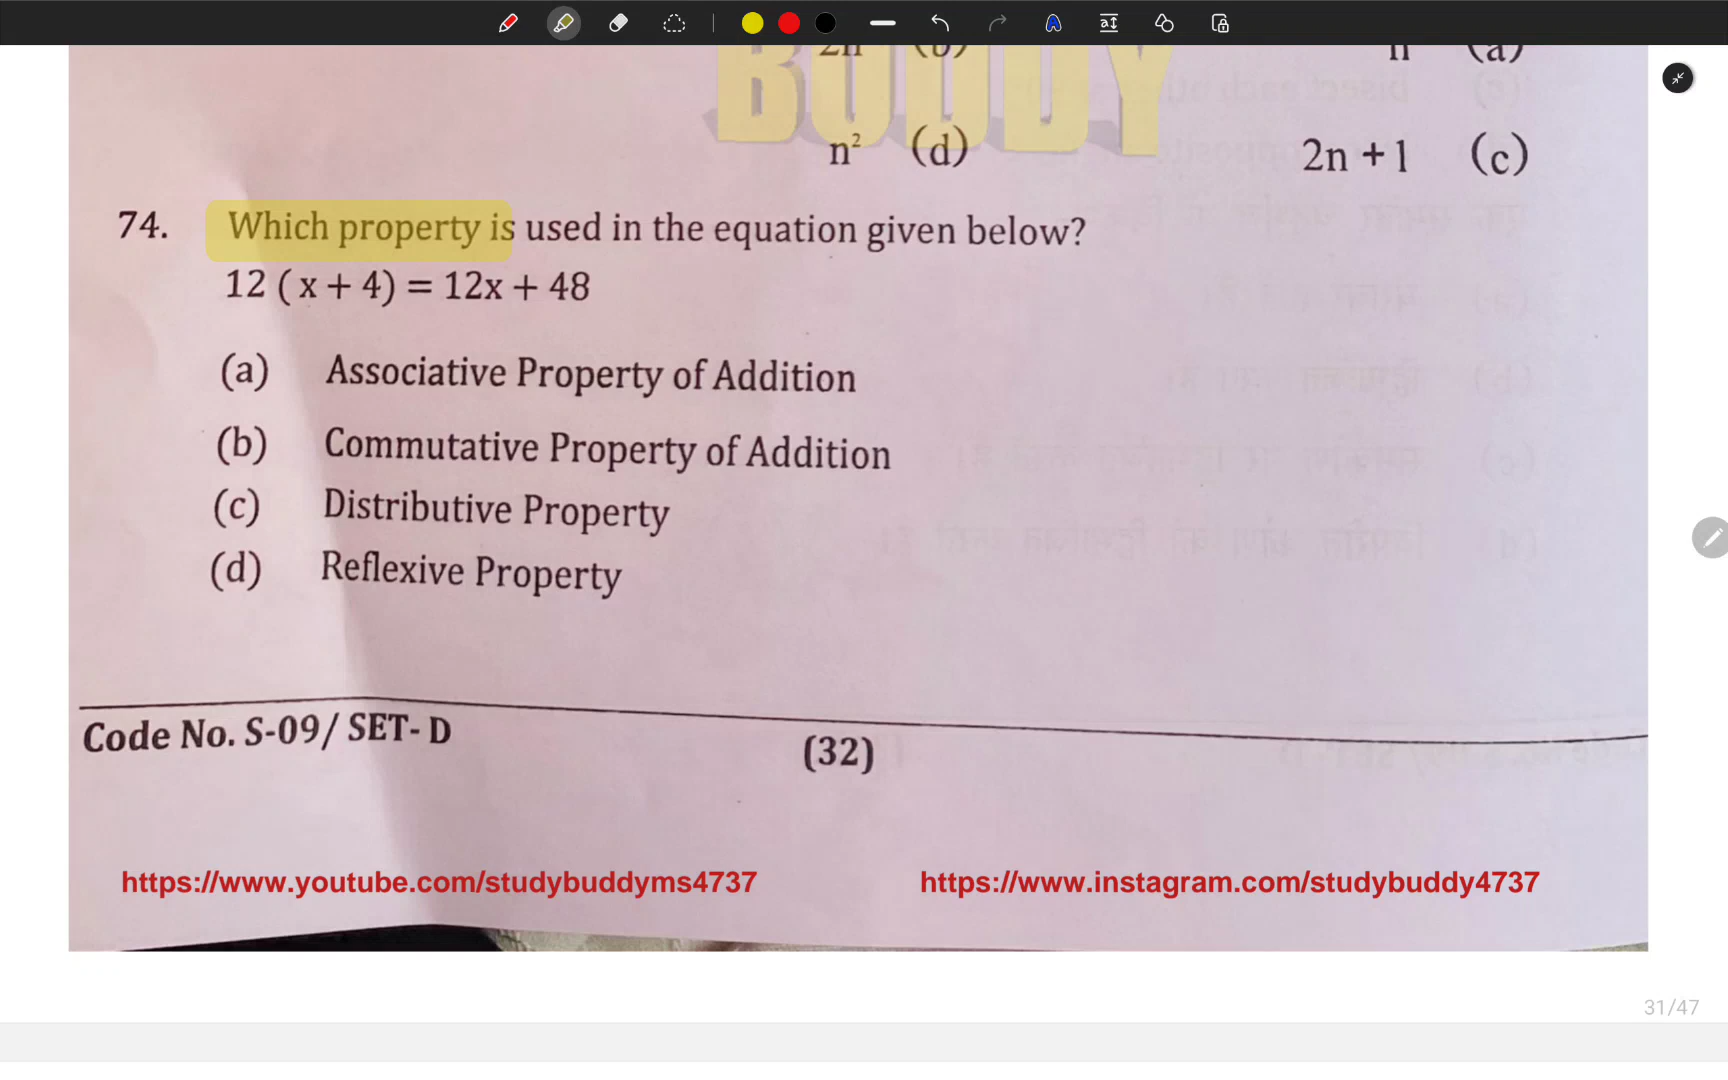 BUDDY
2n (b)
n (a)
n² (d)
2n + 1 (c)
74. Which property is used in the equation given below?
12 ( x + 4) = 12x + 48
(a) Associative Property of Addition
(b) Commutative Property of Addition
(c) Distributive Property
(d) Reflexive Property
Code No. S-09/ SET- D
(32)
https://www.youtube.com/studybuddyms4737
https://www.instagram.com/studybuddy4737
31/47